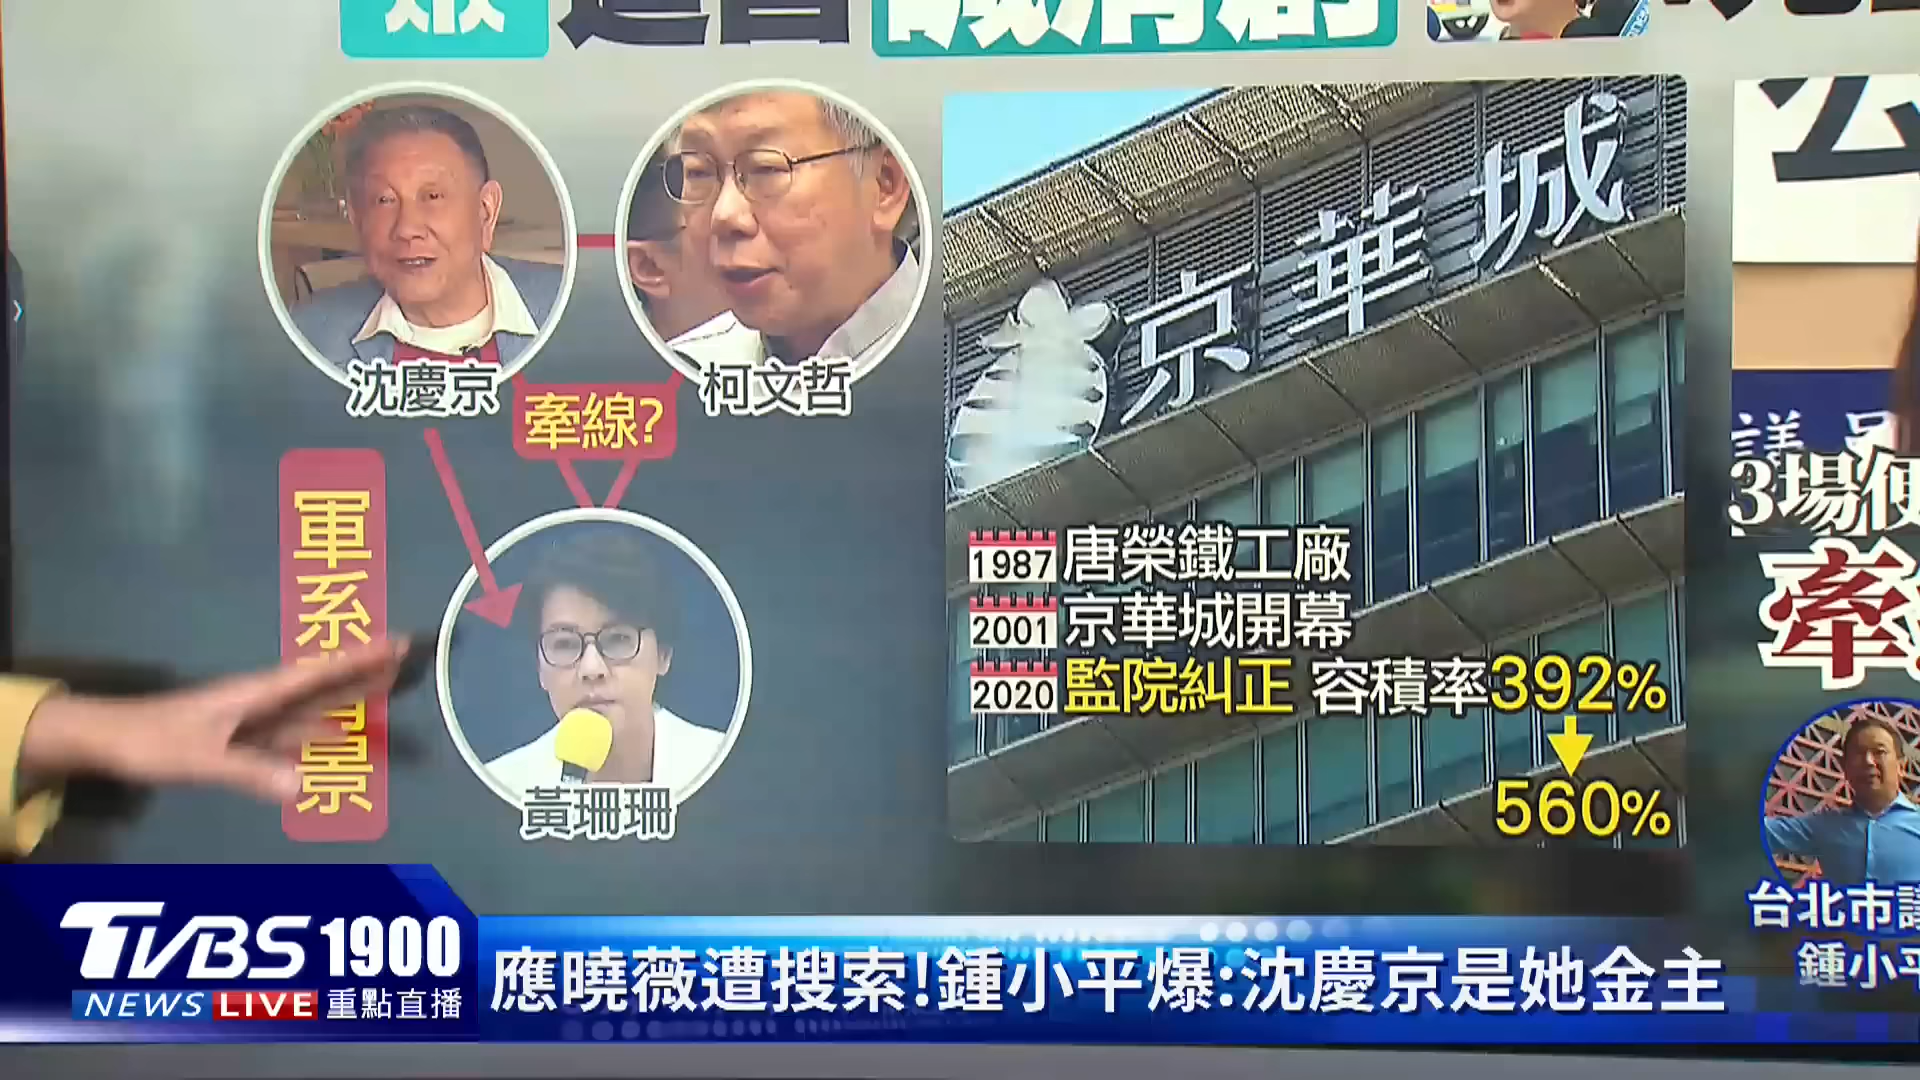 京華城
沈慶京
柯文哲
牽線?
軍系背景
黃珊珊
1987 唐榮鐵工廠
2001 京華城開幕
2020 監院糾正 容積率392%
560%
公
3場便
牽
台北市議
鍾小平
TVBS 1900
NEWS LIVE 重點直播
應曉薇遭搜索!鍾小平爆:沈慶京是她金主